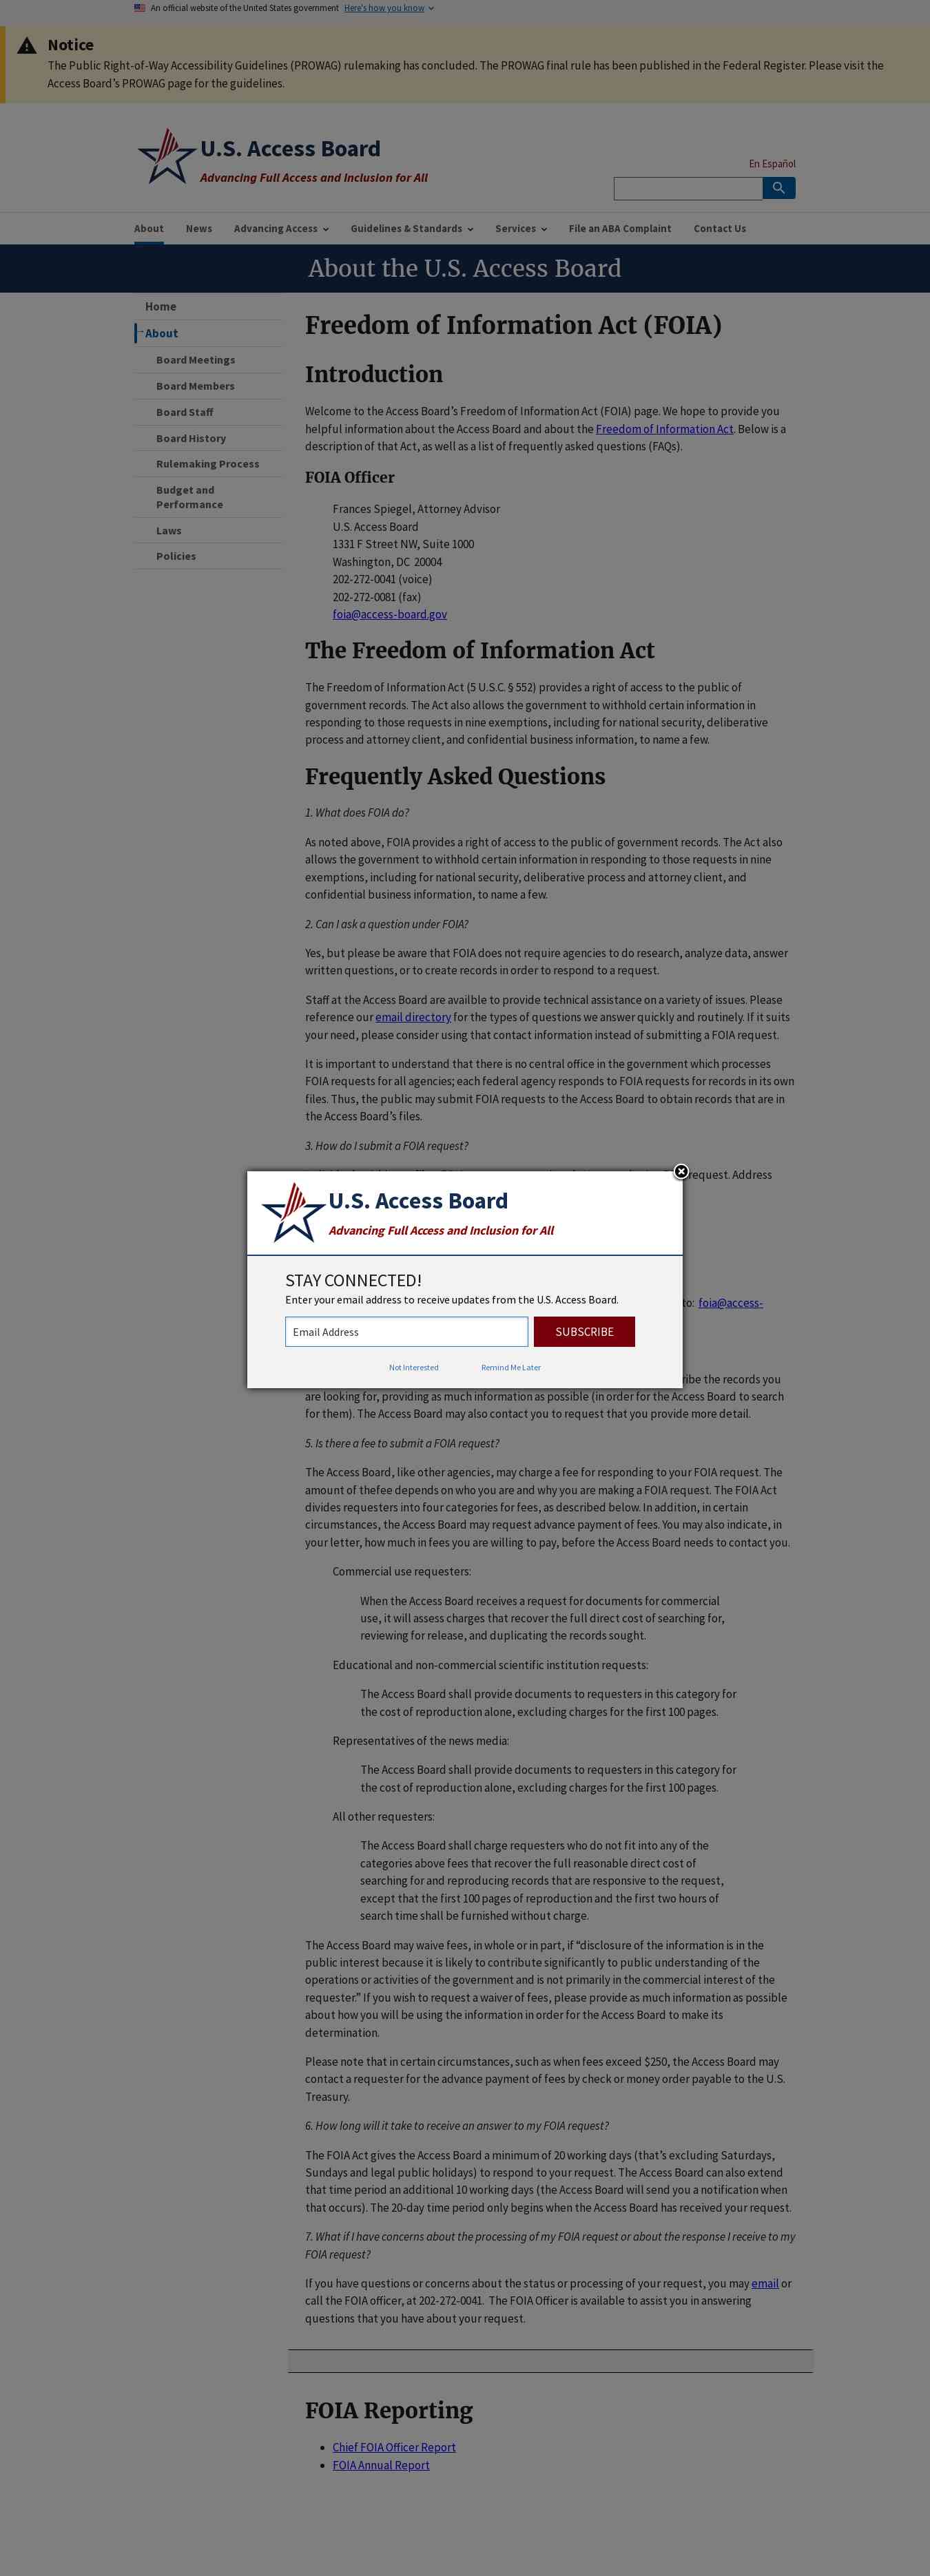 An official website of the United States government Here's how you know
Notice
The Public Right-of-Way Accessibility Guidelines (PROWAG) rulemaking has concluded. The PROWAG final rule has been published in the Federal Register. Please visit the
Access Board’s PROWAG page for the guidelines.
U.S. Access Board
Advancing Full Access and Inclusion for All
En Español
About News Advancing Access Guidelines & Standards Services File an ABA Complaint Contact Us
About the U.S. Access Board
Home
About
Board Meetings
Board Members
Board Staff
Board History
Rulemaking Process
Budget and
Performance
Laws
Policies
Freedom of Information Act (FOIA)
Introduction
Welcome to the Access Board’s Freedom of Information Act (FOIA) page. We hope to provide you
helpful information about the Access Board and about the Freedom of Information Act. Below is a
description of that Act, as well as a list of frequently asked questions (FAQs).
FOIA Officer
Frances Spiegel, Attorney Advisor
U.S. Access Board
1331 F Street NW, Suite 1000
Washington, DC 20004
202-272-0041 (voice)
202-272-0081 (fax)
foia@access-board.gov
The Freedom of Information Act
The Freedom of Information Act (5 U.S.C. § 552) provides a right of access to the public of
government records. The Act also allows the government to withhold certain information in
responding to those requests in nine exemptions, including for national security, deliberative
process and attorney client, and confidential business information, to name a few.
Frequently Asked Questions
1. What does FOIA do?
As noted above, FOIA provides a right of access to the public of government records. The Act also
allows the government to withhold certain information in responding to those requests in nine
exemptions, including for national security, deliberative process and attorney client, and
confidential business information, to name a few.
2. Can I ask a question under FOIA?
Yes, but please be aware that FOIA does not require agencies to do research, analyze data, answer
written questions, or to create records in order to respond to a request.
Staff at the Access Board are availble to provide technical assistance on a variety of issues. Please
reference our email directory for the types of questions we answer quickly and routinely. If it suits
your need, please consider using that contact information instead of submitting a FOIA request.
It is important to understand that there is no central office in the government which processes
FOIA requests for all agencies; each federal agency responds to FOIA requests for records in its own
files. Thus, the public may submit FOIA requests to the Access Board to obtain records that are in
the Access Board’s files.
3. How do I submit a FOIA request?
request. Address
U.S. Access Board
Advancing Full Access and Inclusion for All
STAY CONNECTED!
Enter your email address to receive updates from the U.S. Access Board.
Email Address SUBSCRIBE
Not Interested Remind Me Later
to: foia@access-
ribe the records you
are looking for, providing as much information as possible (in order for the Access Board to search
for them). The Access Board may also contact you to request that you provide more detail.
5. Is there a fee to submit a FOIA request?
The Access Board, like other agencies, may charge a fee for responding to your FOIA request. The
amount of thefee depends on who you are and why you are making a FOIA request. The FOIA Act
divides requesters into four categories for fees, as described below. In addition, in certain
circumstances, the Access Board may request advance payment of fees. You may also indicate, in
your letter, how much in fees you are willing to pay, before the Access Board needs to contact you.
Commercial use requesters:
When the Access Board receives a request for documents for commercial
use, it will assess charges that recover the full direct cost of searching for,
reviewing for release, and duplicating the records sought.
Educational and non-commercial scientific institution requests:
The Access Board shall provide documents to requesters in this category for
the cost of reproduction alone, excluding charges for the first 100 pages.
Representatives of the news media:
The Access Board shall provide documents to requesters in this category for
the cost of reproduction alone, excluding charges for the first 100 pages.
All other requesters:
The Access Board shall charge requesters who do not fit into any of the
categories above fees that recover the full reasonable direct cost of
searching for and reproducing records that are responsive to the request,
except that the first 100 pages of reproduction and the first two hours of
search time shall be furnished without charge.
The Access Board may waive fees, in whole or in part, if “disclosure of the information is in the
public interest because it is likely to contribute significantly to public understanding of the
operations or activities of the government and is not primarily in the commercial interest of the
requester.” If you wish to request a waiver of fees, please provide as much information as possible
about how you will be using the information in order for the Access Board to make its
determination.
Please note that in certain circumstances, such as when fees exceed $250, the Access Board may
contact a requester for the advance payment of fees by check or money order payable to the U.S.
Treasury.
6. How long will it take to receive an answer to my FOIA request?
The FOIA Act gives the Access Board a minimum of 20 working days (that’s excluding Saturdays,
Sundays and legal public holidays) to respond to your request. The Access Board can also extend
that time period an additional 10 working days (the Access Board will send you a notification when
that occurs). The 20-day time period only begins when the Access Board has received your request.
7. What if I have concerns about the processing of my FOIA request or about the response I receive to my
FOIA request?
If you have questions or concerns about the status or processing of your request, you may email or
call the FOIA officer, at 202-272-0041. The FOIA Officer is available to assist you in answering
questions that you have about your request.
FOIA Reporting
Chief FOIA Officer Report
FOIA Annual Report